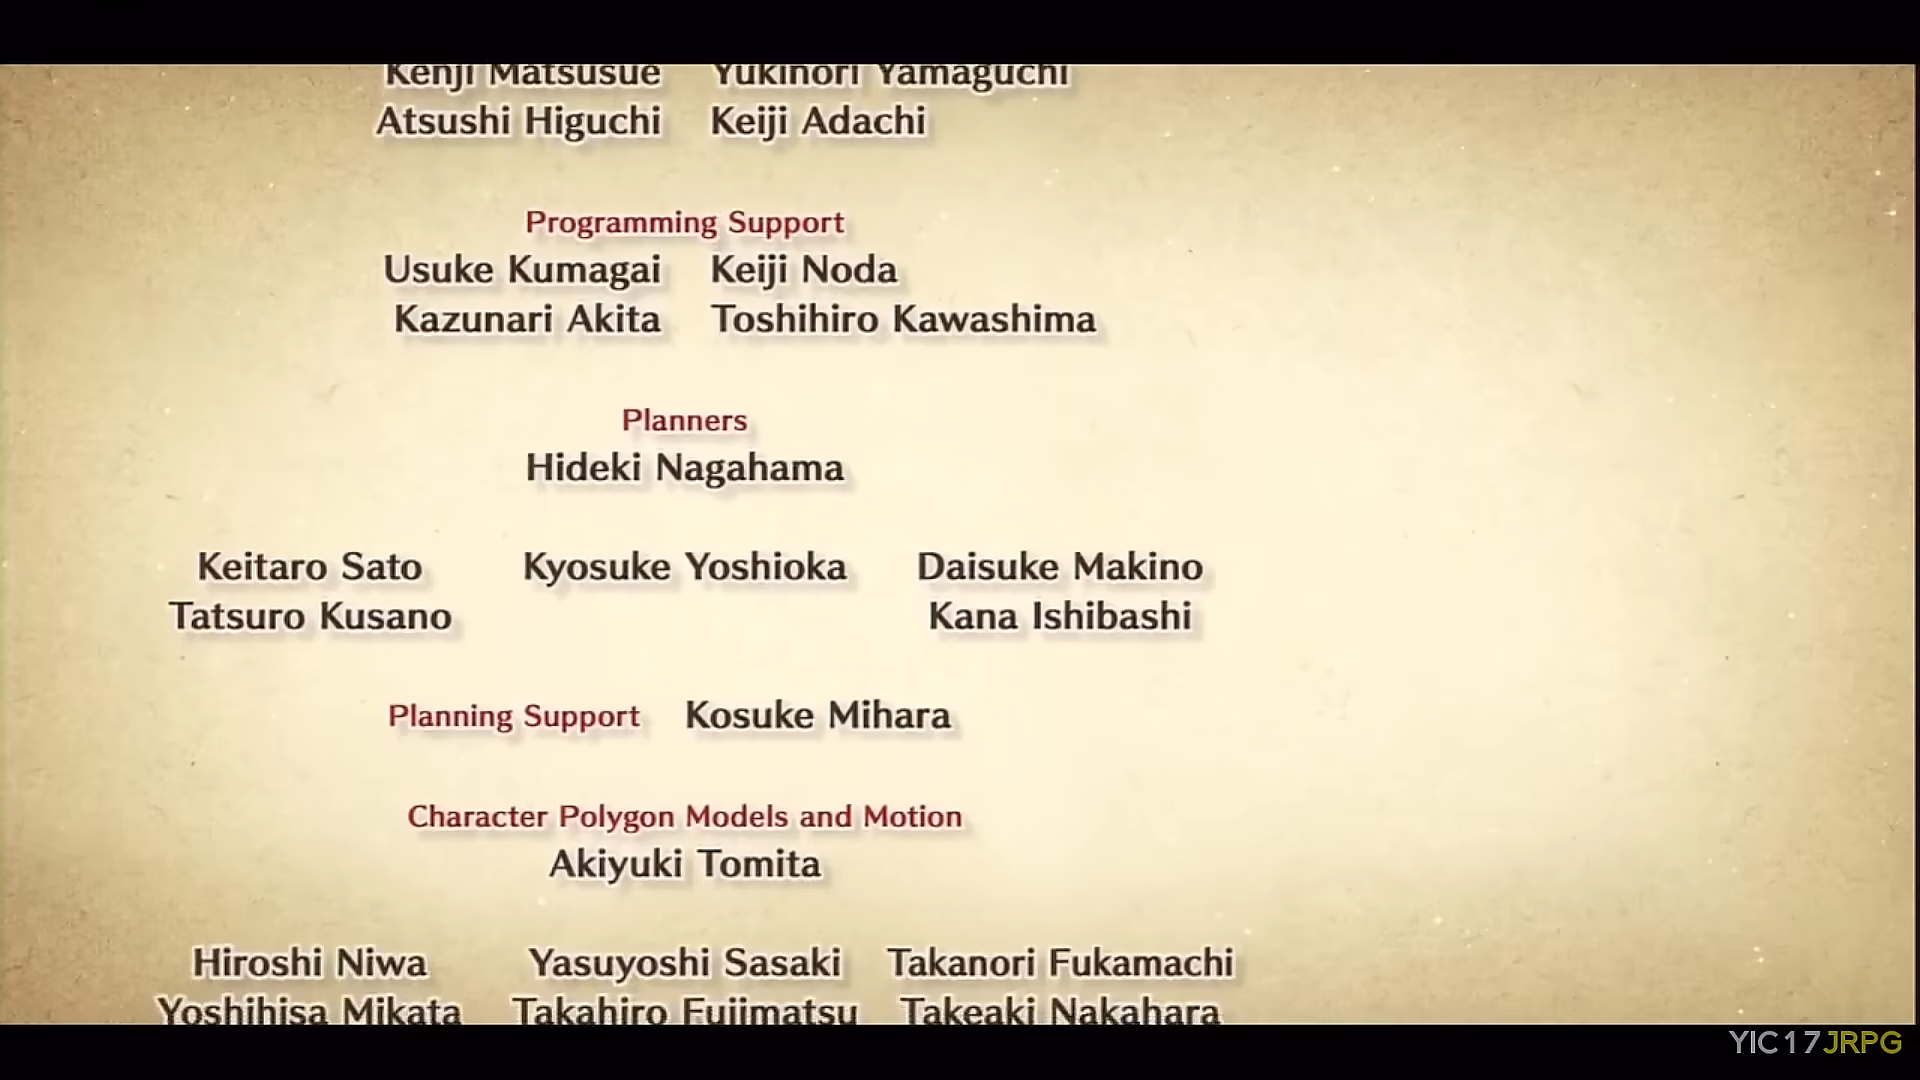 Kenji Matsusue Yukinori Yamaguchi
Atsushi Higuchi Keiji Adachi
Programming Support
Usuke Kumagai Keiji Noda
Kazunari Akita Toshihiro Kawashima
Planners
Hideki Nagahama
Keitaro Sato Kyosuke Yoshioka Daisuke Makino
Tatsuro Kusano Kana Ishibashi
Planning Support Kosuke Mihara
Character Polygon Models and Motion
Akiyuki Tomita
Hiroshi Niwa Yasuyoshi Sasaki Takanori Fukamachi
Yoshihisa Mikata Takahiro Fujimatsu Takeaki Nakahara
YIC17JRPG